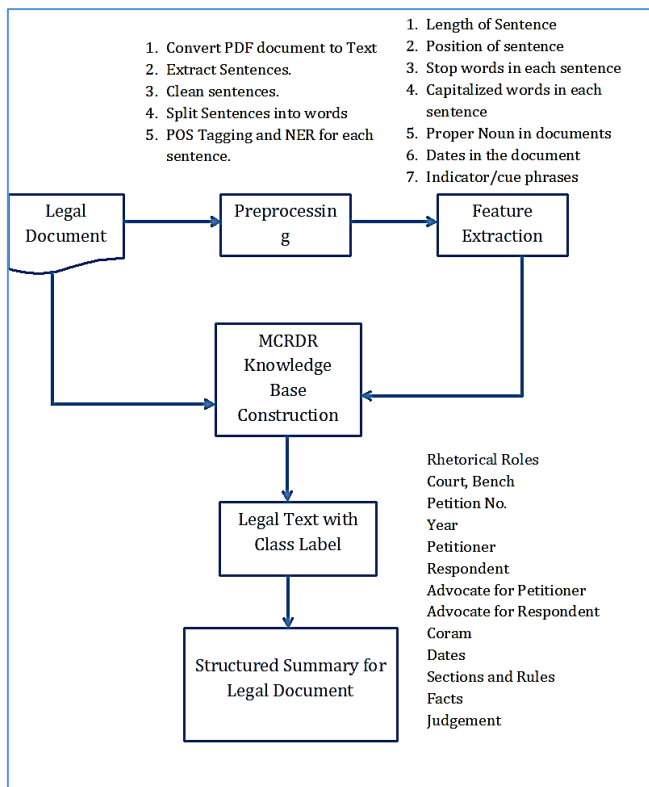 1. Convert PDF document to Text
2. Extract Sentences.
3. Clean sentences.
4. Split Sentences into words
5. POS Tagging and NER for each
sentence.
1. Length of Sentence
2. Position of sentence
3. Stop words in each sentence
4. Capitalized words in each
sentence
5. Proper Noun in documents
6. Dates in the document
7. Indicator/cue phrases
Legal
Document
Preprocessin
g
Feature
Extraction
MCRDR
Knowledge
Base
Construction
Legal Text with
Class Label
Structured Summary for
Legal Document
Rhetorical Roles
Court, Bench
Petition No.
Year
Petitioner
Respondent
Advocate for Petitioner
Advocate for Respondent
Coram
Dates
Sections and Rules
Facts
Judgement